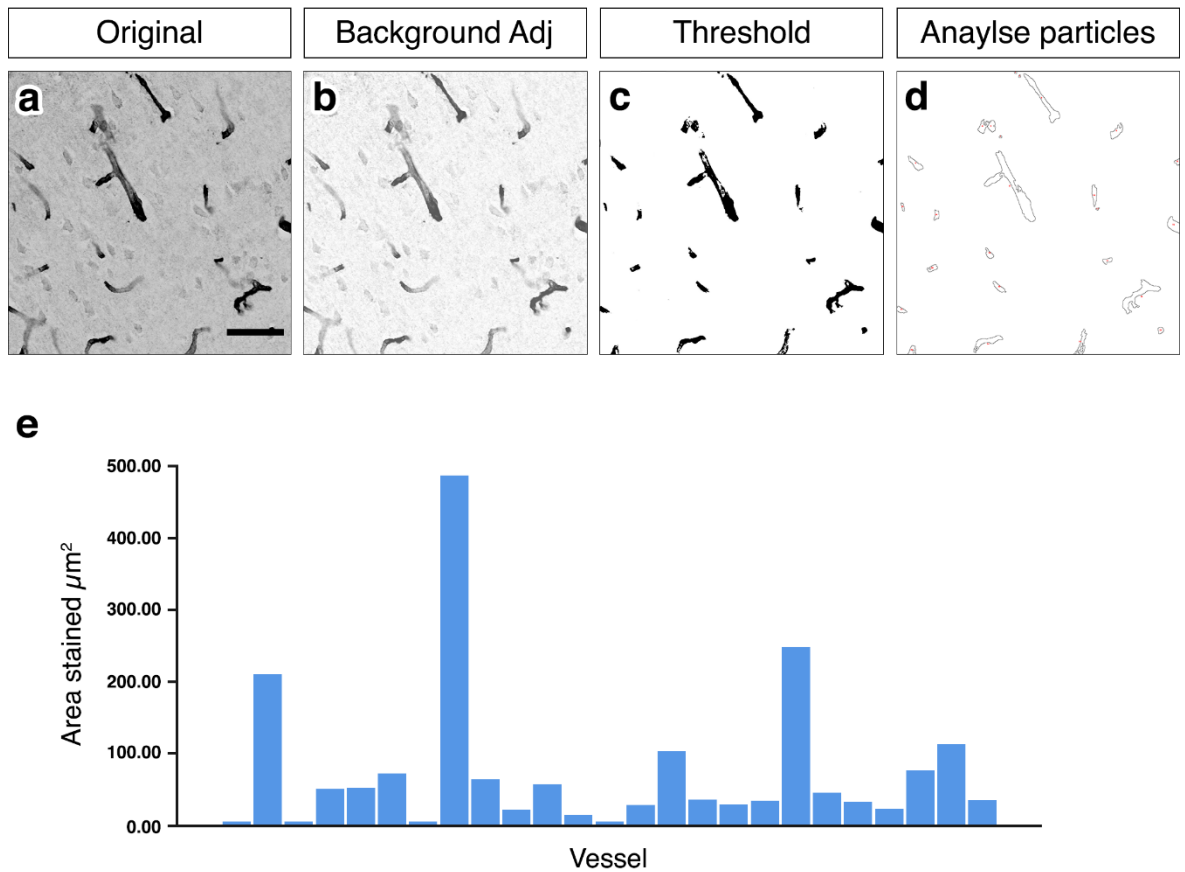 Original
Background Adj
Threshold
Anaylse particles
a
b
c
d
e
500.00
400.00
300.00
200.00
100.00
0.00
Area stained µm²
Vessel